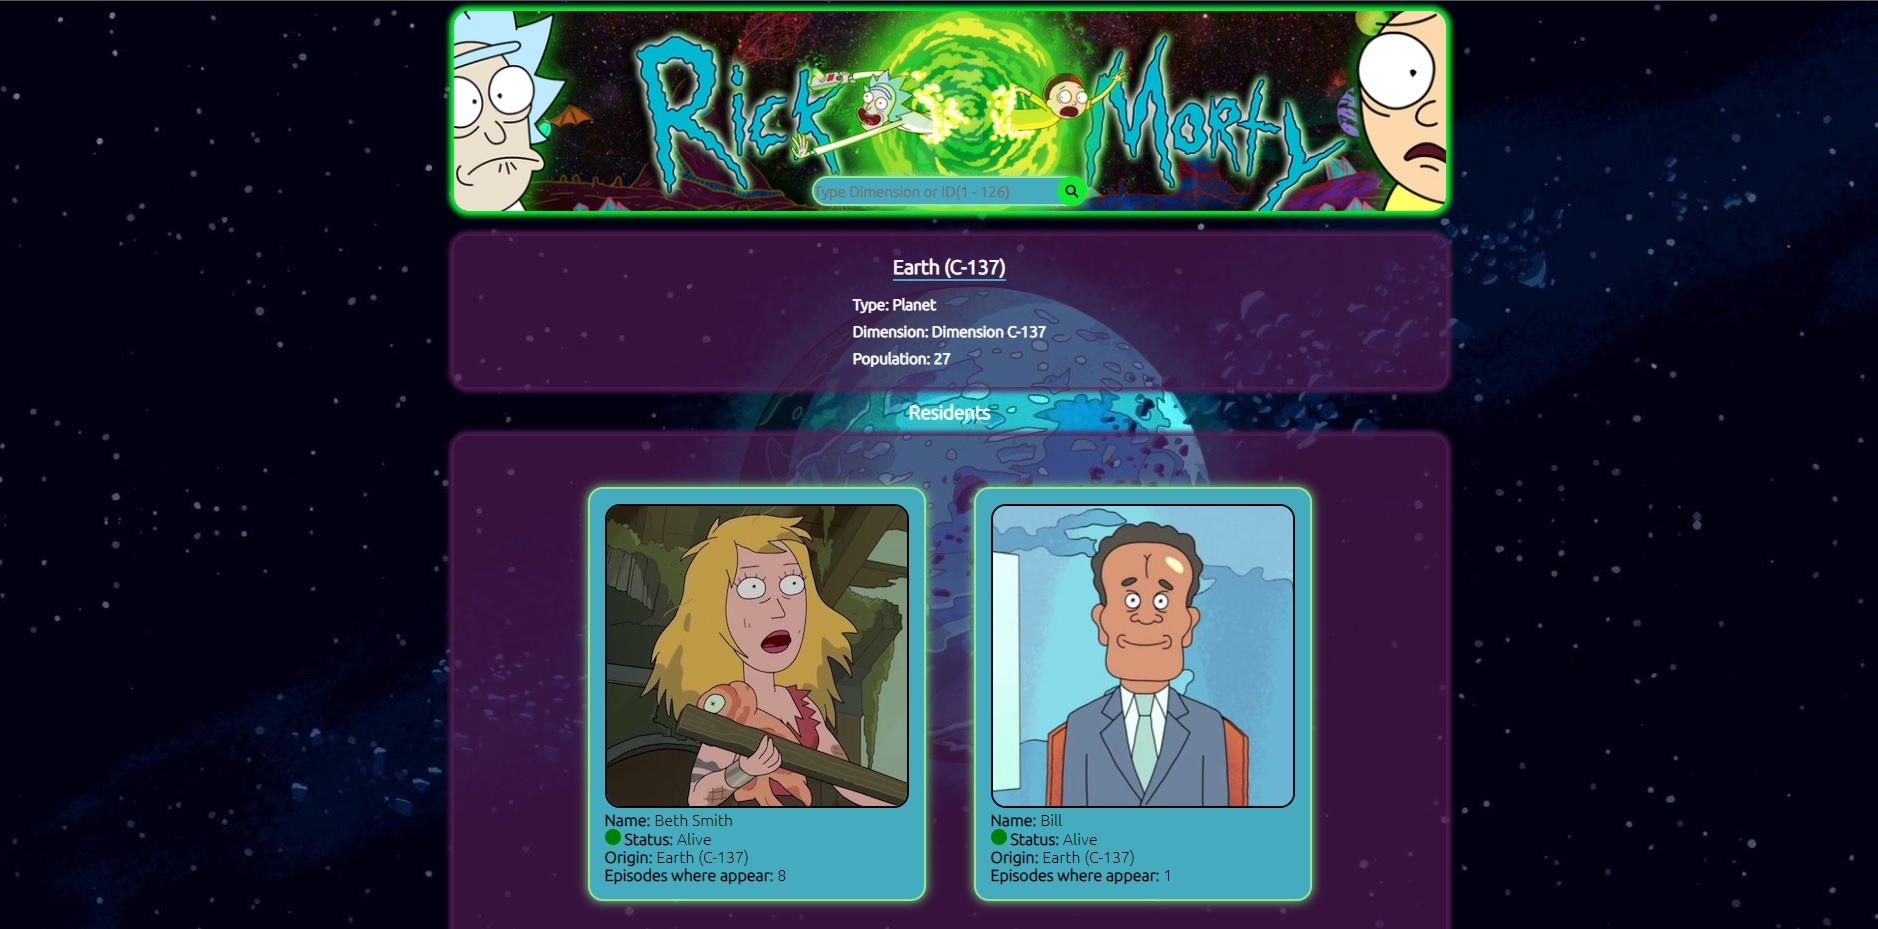 Rick Morty
Type Dimension or ID(1 - 126)
Earth (C-137)
Type: Planet
Dimension: Dimension C-137
Population: 27
Residents
Name: Beth Smith
Status: Alive
Origin: Earth (C-137)
Episodes where appear: 8
Name: Bill
Status: Alive
Origin: Earth (C-137)
Episodes where appear: 1